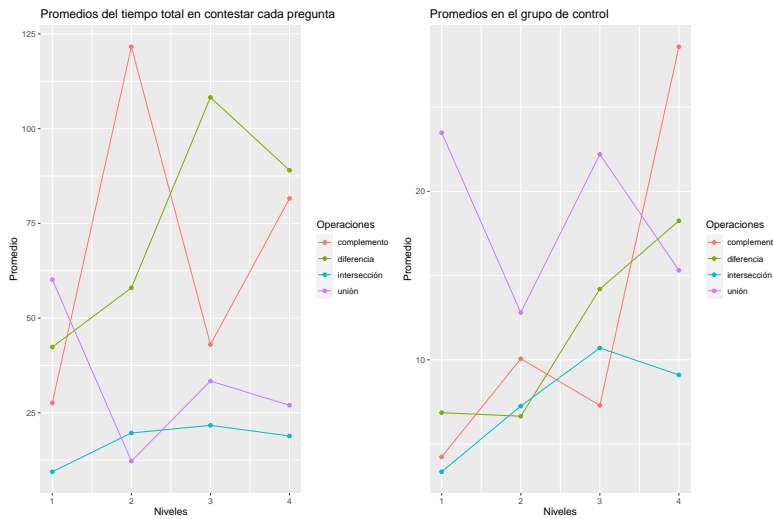 Promedios del tiempo total en contestar cada pregunta
125
100
75
50
25
Promedio
1 2 3 4
Niveles
Operaciones
complemento
diferencia
intersección
unión
Promedios en el grupo de control
20
10
Promedio
1 2 3 4
Niveles
Operaciones
complement
diferencia
intersección
unión